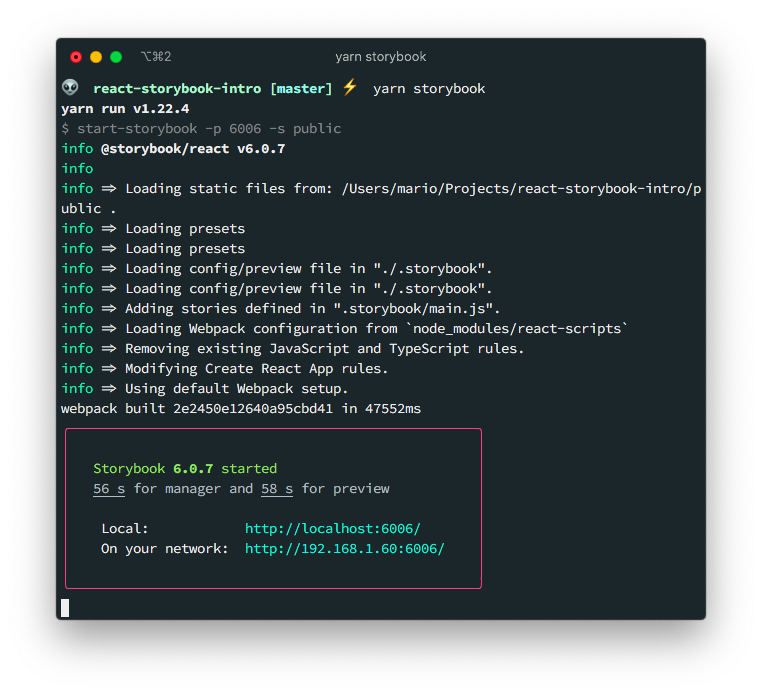 ⌥⌘2 yarn storybook
👽 react-storybook-intro [master] ⚡ yarn storybook
yarn run v1.22.4
$ start-storybook -p 6006 -s public
info @storybook/react v6.0.7
info
info => Loading static files from: /Users/mario/Projects/react-storybook-intro/p
ublic .
info => Loading presets
info => Loading presets
info => Loading config/preview file in "./.storybook".
info => Loading config/preview file in "./.storybook".
info => Adding stories defined in ".storybook/main.js".
info => Loading Webpack configuration from `node_modules/react-scripts`
info => Removing existing JavaScript and TypeScript rules.
info => Modifying Create React App rules.
info => Using default Webpack setup.
webpack built 2e2450e12640a95cbd41 in 47552ms
Storybook 6.0.7 started
56 s for manager and 58 s for preview
Local: http://localhost:6006/
On your network: http://192.168.1.60:6006/